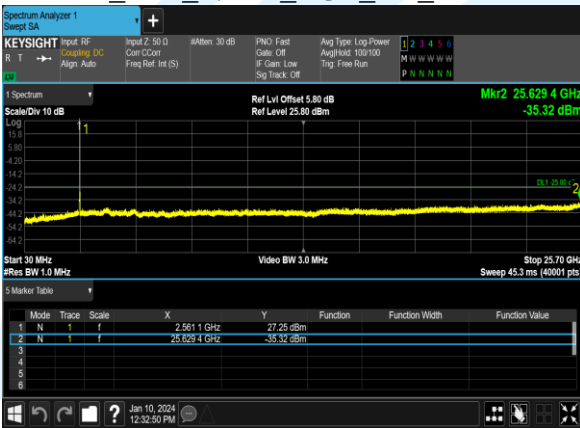 Spectrum Analyzer 1
Swept SA
KEYSIGHT Input: RF Input Z: 50 Ω #Atten: 30 dB PNO: Fast Avg Type: Log-Power 1 2 3 4 5 6
R T Coupling: DC Corr CCorr Gate: Off Avg|Hold: 100/100 M W W W W W
Align: Auto Freq Ref: Int (S) IF Gain: Low Trig: Free Run P N N N N N
Sig Track: Off
LV
1 Spectrum Ref Lvl Offset 5.80 dB Mkr2 25.629 4 GHz
Scale/Div 10 dB Ref Level 25.80 dBm -35.32 dBm
Log
1
15.8
5.80
-4.20
-14.2
-24.2 DL1 -25.00 2
-34.2
-44.2
-54.2
-64.2
Start 30 MHz Video BW 3.0 MHz Stop 25.70 GHz
#Res BW 1.0 MHz Sweep 45.3 ms (40001 pts
5 Marker Table
Mode Trace Scale X Y Function Function Width Function Value
1 N 1 f 2.561 1 GHz 27.25 dBm
2 N 1 f 25.629 4 GHz -35.32 dBm
3
4
5
6
? Jan 10, 2024
12:32:50 PM